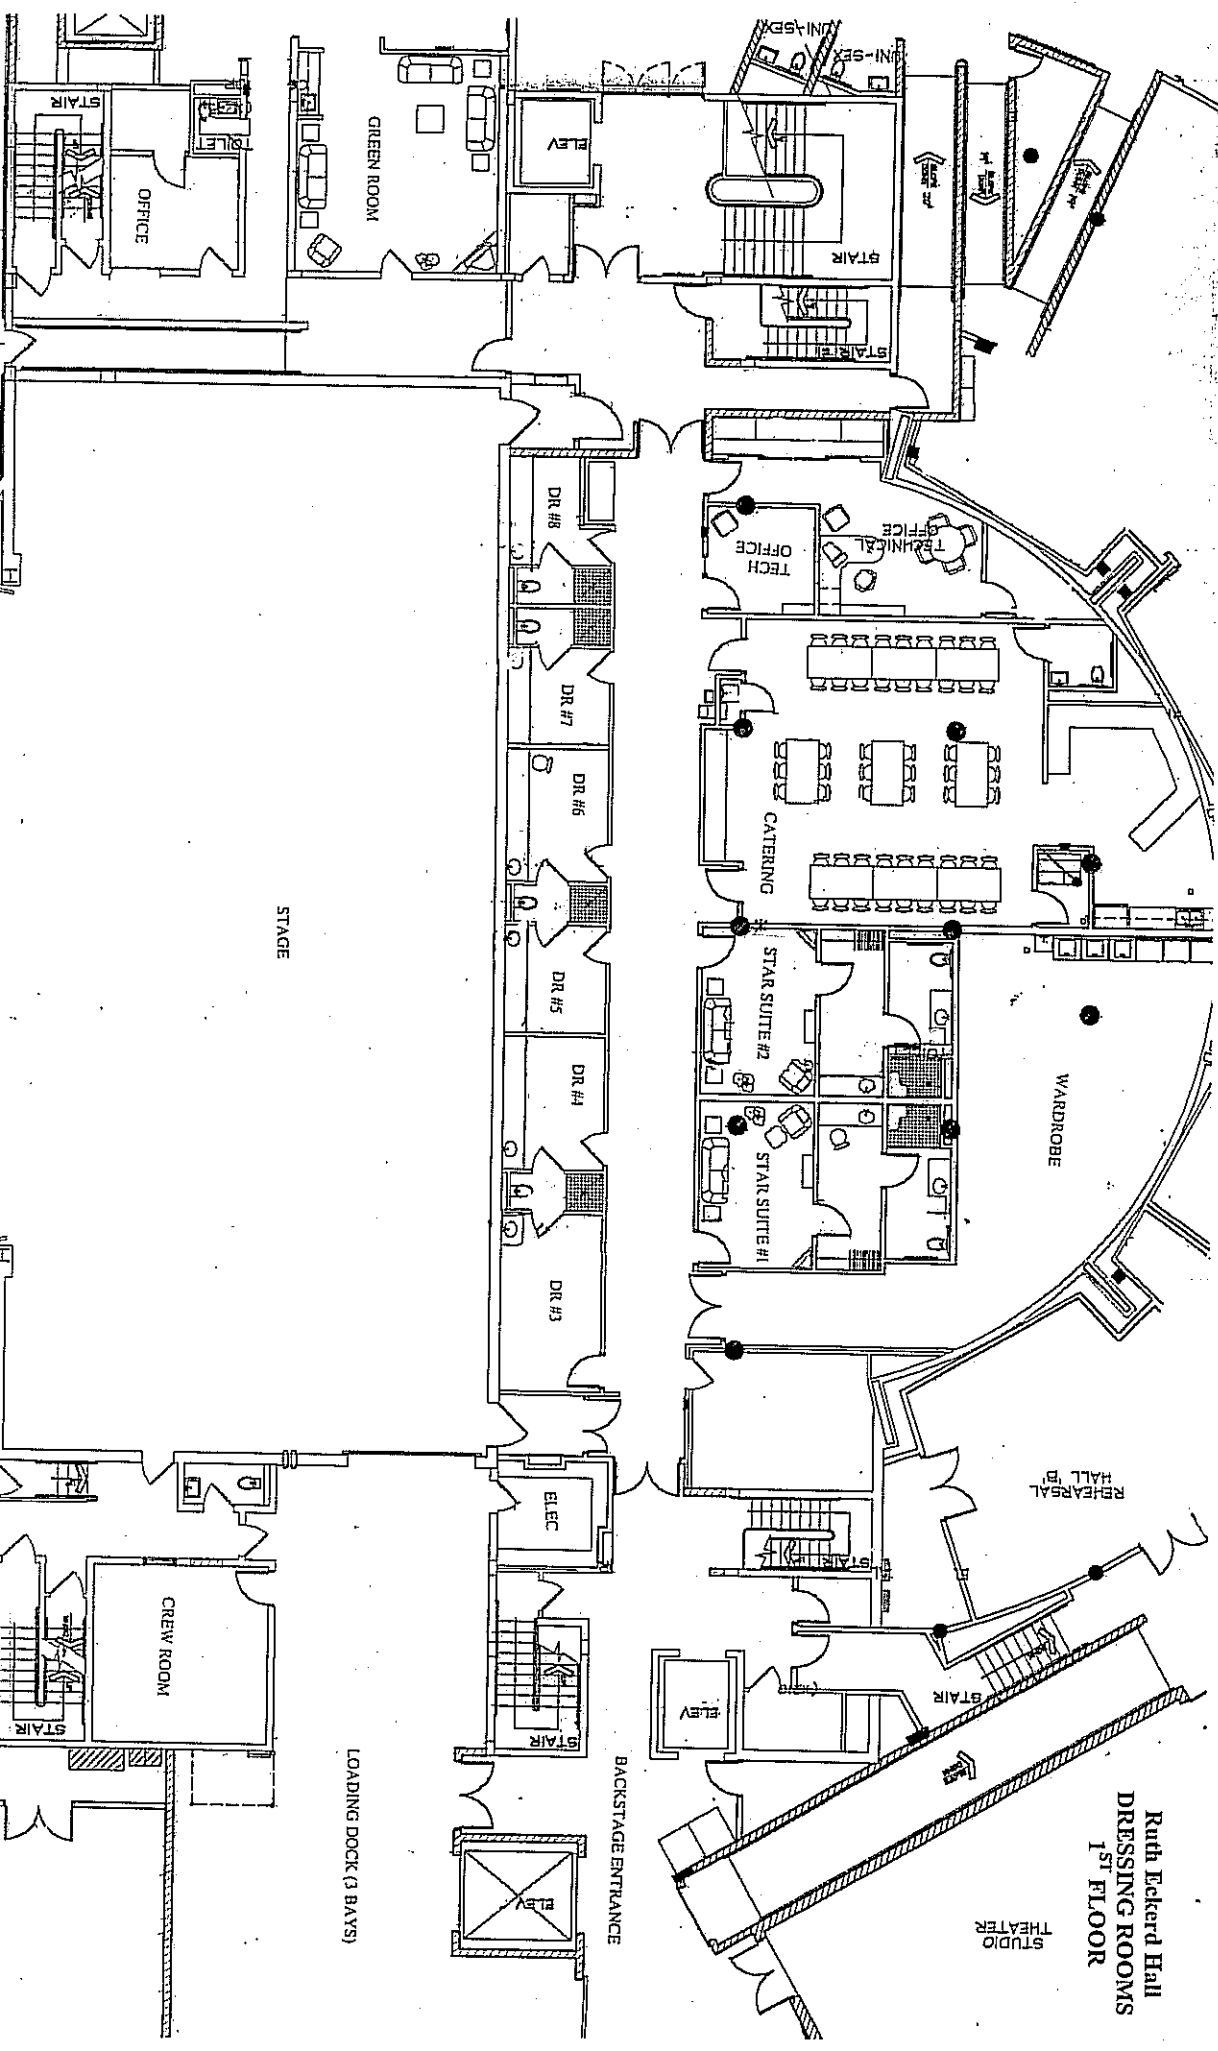 Ruth Eckerd Hall
DRESSING ROOMS
1ST FLOOR
UNI-SEX
UNI-SEX
STAIR
TOILET
OFFICE
GREEN ROOM
ELEV
STAIR
STAIR #1
DR #8
DR #7
DR #6
DR #5
DR #4
DR #3
TECH
OFFICE
TECHNICAL
OFFICE
CATERING
STAR SUITE #2
STAR SUITE #1
WARDROBE
STAGE
REHEARSAL
HALL 'B'
ELEC
STAIR
STAIR
STAIR
CREW ROOM
STAIR
ELEV
ELEV
LOADING DOCK (3 BAYS)
BACKSTAGE ENTRANCE
STUDIO
THEATER